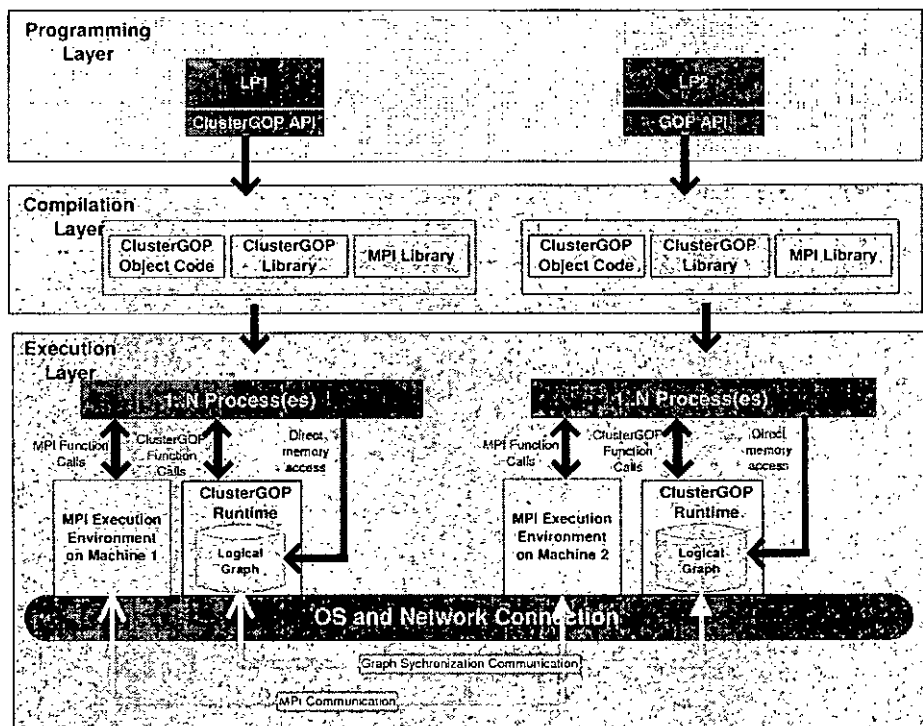 Programming
Layer
LP1
ClusterGOP API
LP2
GOP API
Compilation
Layer
ClusterGOP
Object Code
ClusterGOP
Library
MPI Library
ClusterGOP
Object Code
ClusterGOP
Library
MPI Library
Execution
Layer
1..N Process(es)
1..N Process(es)
MPI Function
Calls
ClusterGOP
Function
Calls
Direct
memory
access
MPI Function
Calls
ClusterGOP
Function
Calls
Direct
memory
access
MPI Execution
Environment
on Machine 1
ClusterGOP
Runtime
Logical
Graph
MPI Execution
Environment
on Machine 2
ClusterGOP
Runtime
Logical
Graph
OS and Network Connection
Graph Sychronization Communication
MPI Communication